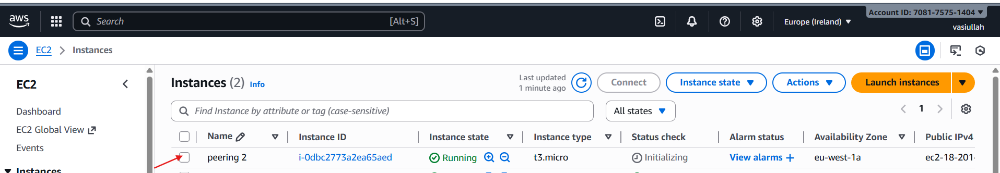 aws
Search [Alt+S]
Europe (Ireland)
Account ID: 7081-7575-1404
vasiullah
EC2 Instances
EC2
Dashboard
EC2 Global View
Events
Instances
Instances (2) Info
Last updated
1 minute ago
Connect
Instance state
Actions
Launch instances
Find Instance by attribute or tag (case-sensitive)
All states
1
Name Instance ID Instance state Instance type Status check Alarm status Availability Zone Public IPv4
peering 2 i-0dbc2773a2ea65aed Running t3.micro Initializing View alarms + eu-west-1a ec2-18-201-